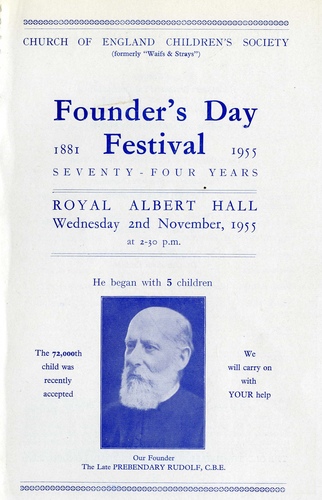 CHURCH OF ENGLAND CHILDREN'S SOCIETY
(formerly "Waifs & Strays")
Founder's Day
1881 Festival 1955
SEVENTY-FOUR YEARS
ROYAL ALBERT HALL
Wednesday 2nd November, 1955
at 2-30 p.m.
He began with 5 children
The 72,000th
child was
recently
accepted
We
will carry on
with
YOUR help
Our Founder
The Late PREBENDARY RUDOLF, C.B.E.